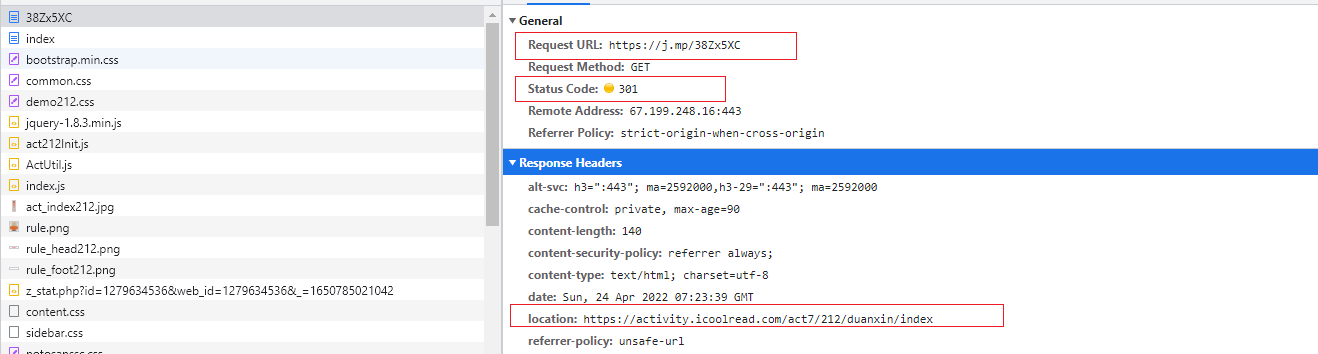 38Zx5XC
index
bootstrap.min.css
common.css
demo212.css
jquery-1.8.3.min.js
act212Init.js
ActUtil.js
index.js
act_index212.jpg
rule.png
rule_head212.png
rule_foot212.png
z_stat.php?id=1279634536&web_id=1279634536&_=1650785021042
content.css
sidebar.css
notosanssc.css
General
Request URL: https://j.mp/38Zx5XC
Request Method: GET
Status Code: 301
Remote Address: 67.199.248.16:443
Referrer Policy: strict-origin-when-cross-origin
Response Headers
alt-svc: h3=":443"; ma=2592000,h3-29=":443"; ma=2592000
cache-control: private, max-age=90
content-length: 140
content-security-policy: referrer always;
content-type: text/html; charset=utf-8
date: Sun, 24 Apr 2022 07:23:39 GMT
location: https://activity.icoolread.com/act7/212/duanxin/index
referrer-policy: unsafe-url